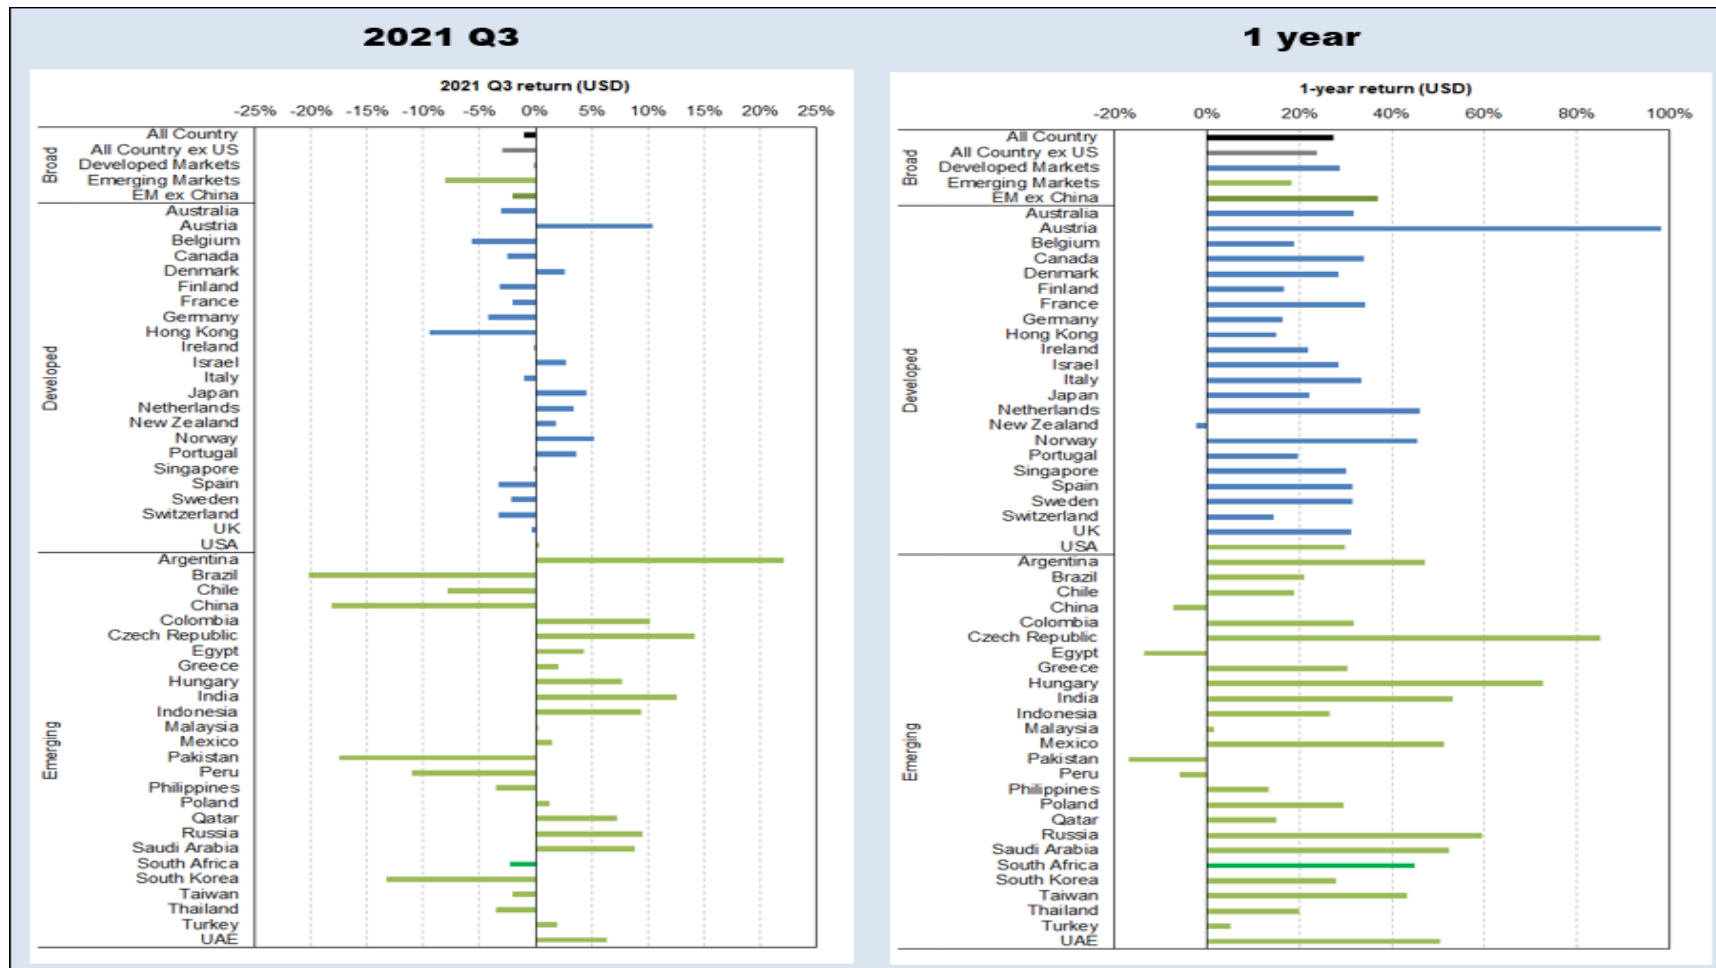 2021 Q3
2021 Q3 return (USD)
-25% -20% -15% -10% -5% 0% 5% 10% 15% 20% 25%
Broad
All Country
All Country ex US
Developed Markets
Emerging Markets
EM ex China
Developed
Australia
Austria
Belgium
Canada
Denmark
Finland
France
Germany
Hong Kong
Ireland
Israel
Italy
Japan
Netherlands
New Zealand
Norway
Portugal
Singapore
Spain
Sweden
Switzerland
UK
USA
Emerging
Argentina
Brazil
Chile
China
Colombia
Czech Republic
Egypt
Greece
Hungary
India
Indonesia
Malaysia
Mexico
Pakistan
Peru
Philippines
Poland
Qatar
Russia
Saudi Arabia
South Africa
South Korea
Taiwan
Thailand
Turkey
UAE
1 year
1-year return (USD)
-20% 0% 20% 40% 60% 80% 100%
Broad
All Country
All Country ex US
Developed Markets
Emerging Markets
EM ex China
Developed
Australia
Austria
Belgium
Canada
Denmark
Finland
France
Germany
Hong Kong
Ireland
Israel
Italy
Japan
Netherlands
New Zealand
Norway
Portugal
Singapore
Spain
Sweden
Switzerland
UK
USA
Emerging
Argentina
Brazil
Chile
China
Colombia
Czech Republic
Egypt
Greece
Hungary
India
Indonesia
Malaysia
Mexico
Pakistan
Peru
Philippines
Poland
Qatar
Russia
Saudi Arabia
South Africa
South Korea
Taiwan
Thailand
Turkey
UAE